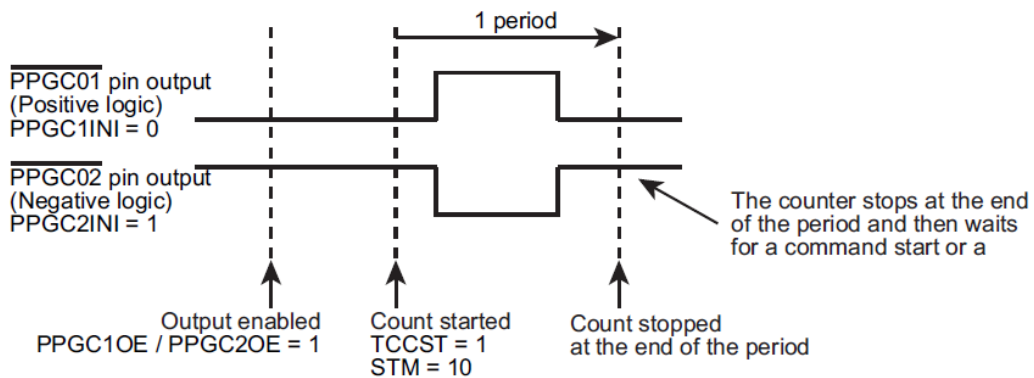 1 period
PPGC01 pin output
(Positive logic)
PPGC1INI = 0
PPGC02 pin output
(Negative logic)
PPGC2INI = 1
The counter stops at the end
of the period and then waits
for a command start or a
Output enabled
PPGC1OE / PPGC2OE = 1
Count started
TCCST = 1
STM = 10
Count stopped
at the end of the period